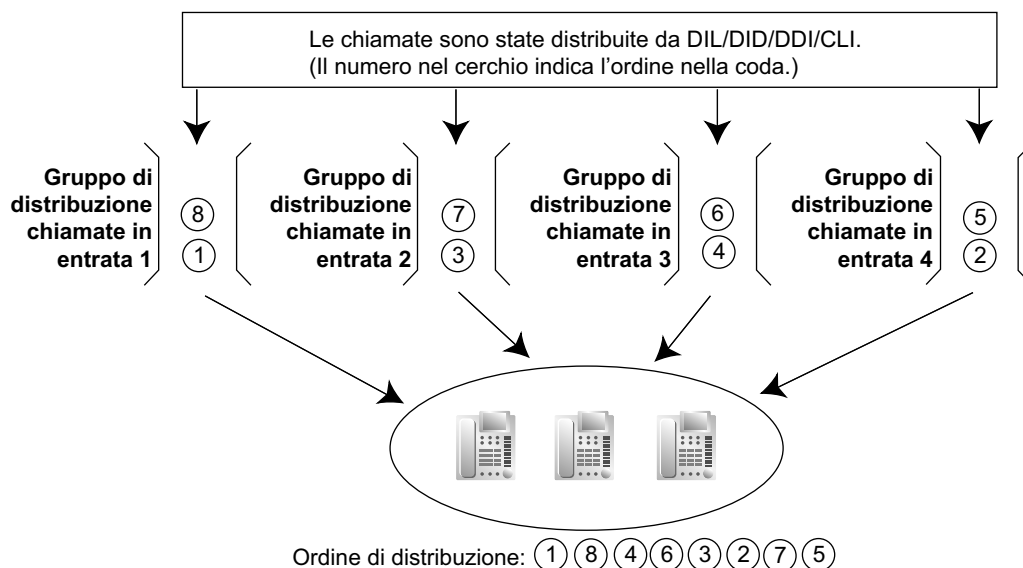 Le chiamate sono state distribuite da DIL/DID/DDI/CLI.
(Il numero nel cerchio indica l'ordine nella coda.)
Gruppo di
distribuzione
chiamate in
entrata 1
8
1
Gruppo di
distribuzione
chiamate in
entrata 2
7
3
Gruppo di
distribuzione
chiamate in
entrata 3
6
4
Gruppo di
distribuzione
chiamate in
entrata 4
5
2
Ordine di distribuzione: 1 8 4 6 3 2 7 5